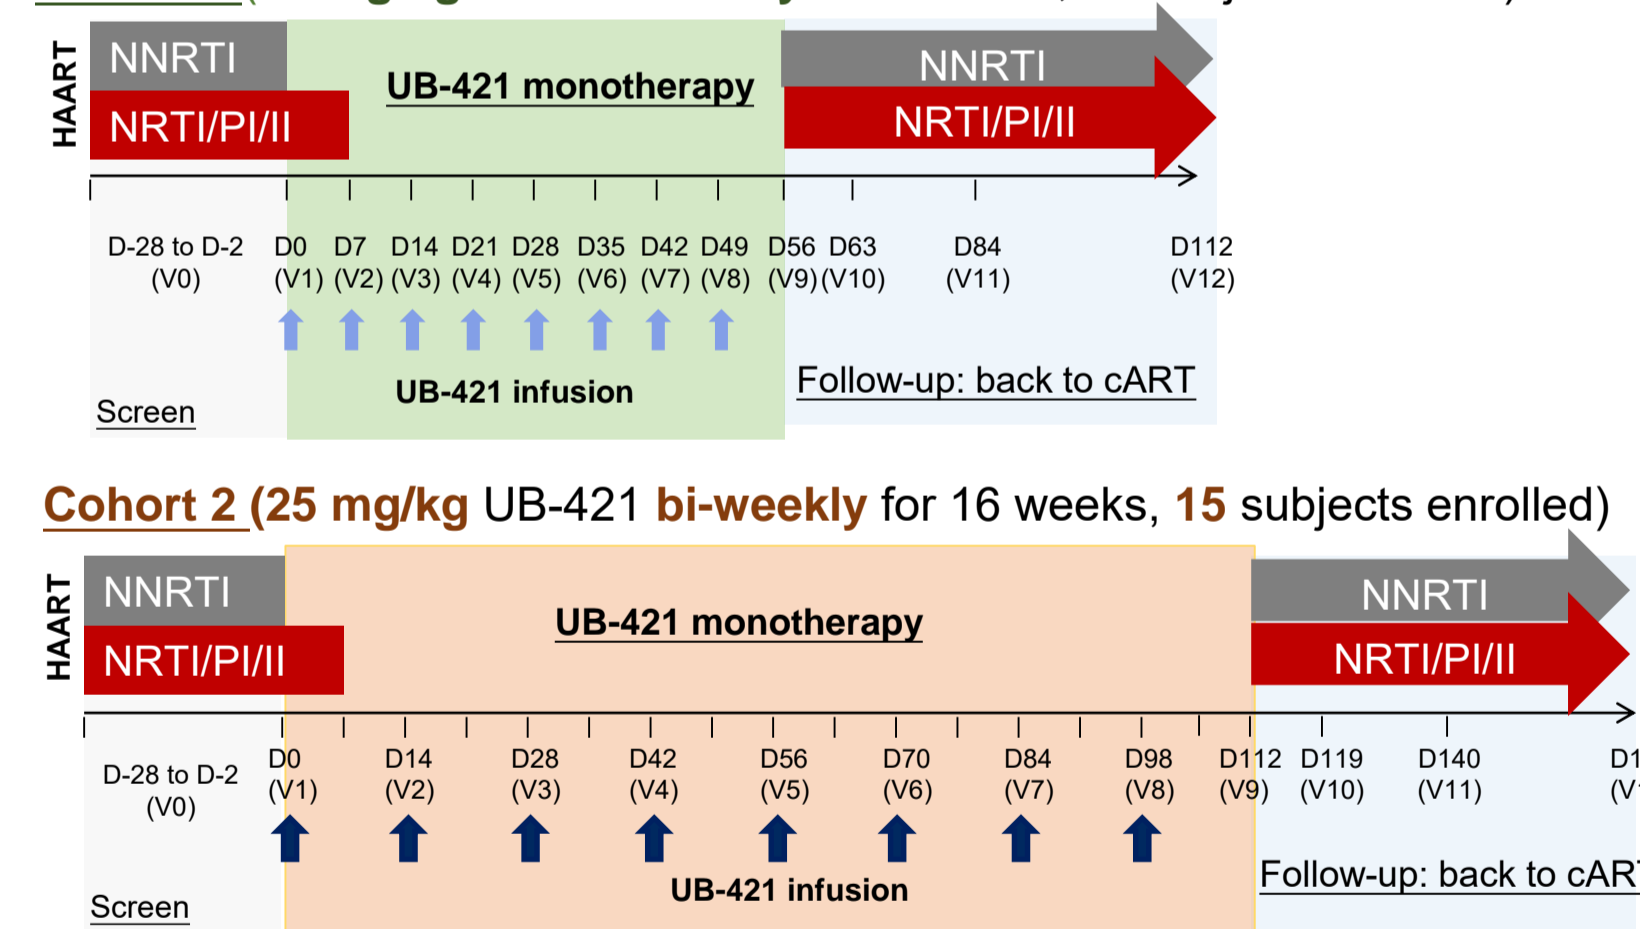 HAART
NNRTI
NRTI/PI/II
UB-421 monotherapy
NNRTI
NRTI/PI/II
D-28 to D-2 D0 D7 D14 D21 D28 D35 D42 D49 D56 D63 D84 D112
(V0) (V1) (V2) (V3) (V4) (V5) (V6) (V7) (V8) (V9) (V10) (V11) (V12)
UB-421 infusion
Follow-up: back to cART
Screen
Cohort 2 (25 mg/kg UB-421 bi-weekly for 16 weeks, 15 subjects enrolled)
HAART
NNRTI
NRTI/PI/II
UB-421 monotherapy
NNRTI
NRTI/PI/II
D-28 to D-2 D0 D14 D28 D42 D56 D70 D84 D98 D112 D119 D140
(V0) (V1) (V2) (V3) (V4) (V5) (V6) (V7) (V8) (V9) (V10) (V11)
UB-421 infusion
Follow-up: back to
Screen